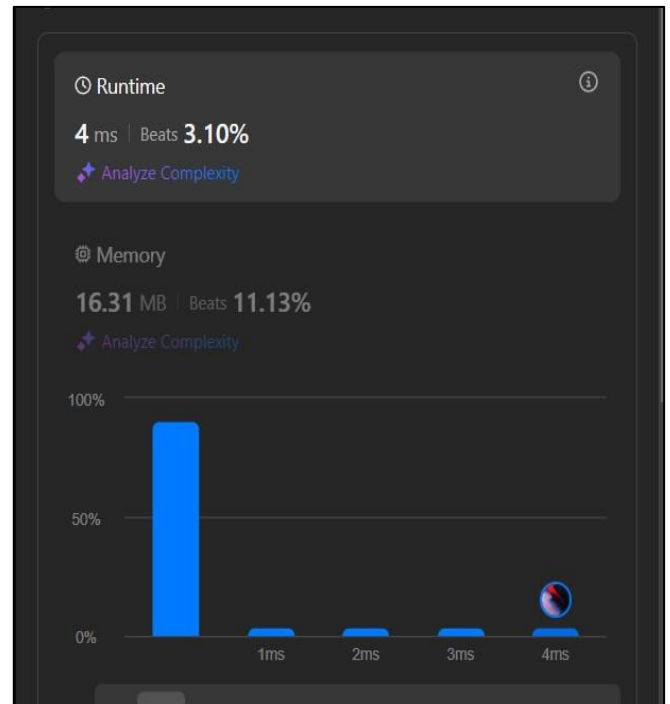 Runtime
4 ms | Beats 3.10%
Analyze Complexity
Memory
16.31 MB | Beats 11.13%
Analyze Complexity
100%
50%
0%
1ms 2ms 3ms 4ms